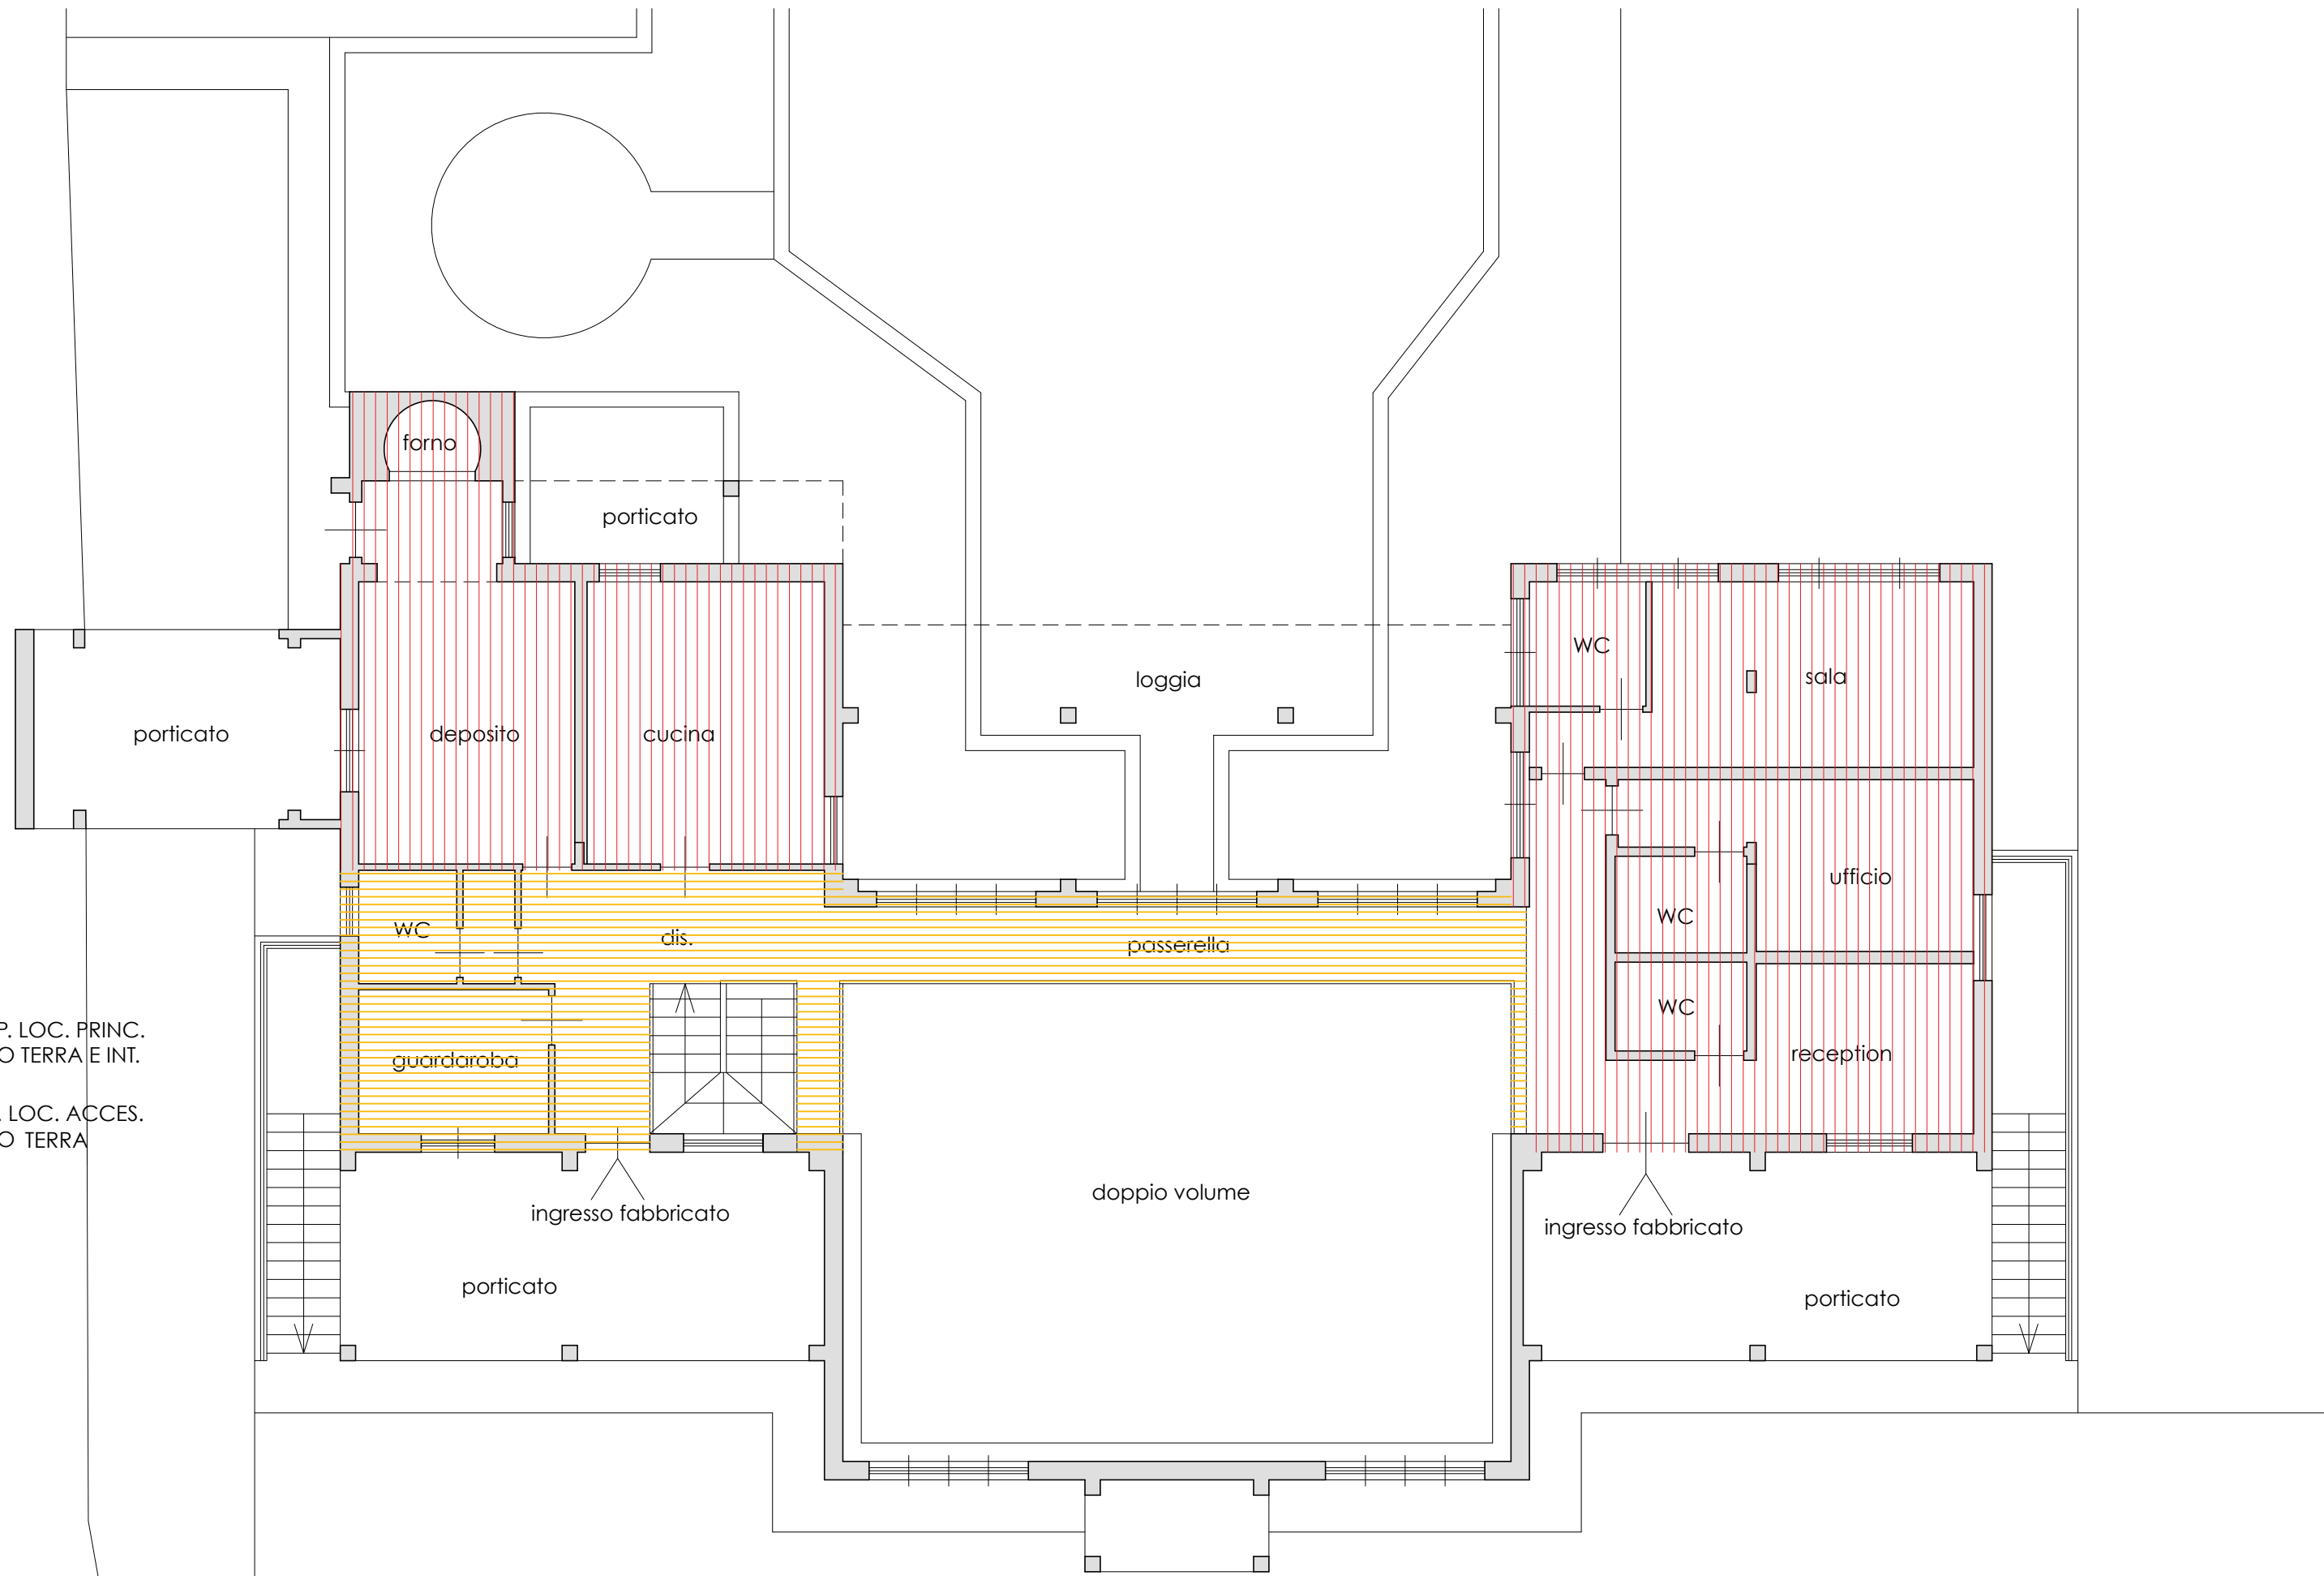 forno
porticato
WC
loggia
sala
porticato
deposito
cucina
ufficio
WC
WC
dis.
passerella
WC
P. LOC. PRINC.
O TERRA E INT.
guardaroba
reception
. LOC. ACCES.
O TERRA
doppio volume
ingresso fabbricato
ingresso fabbricato
porticato
porticato